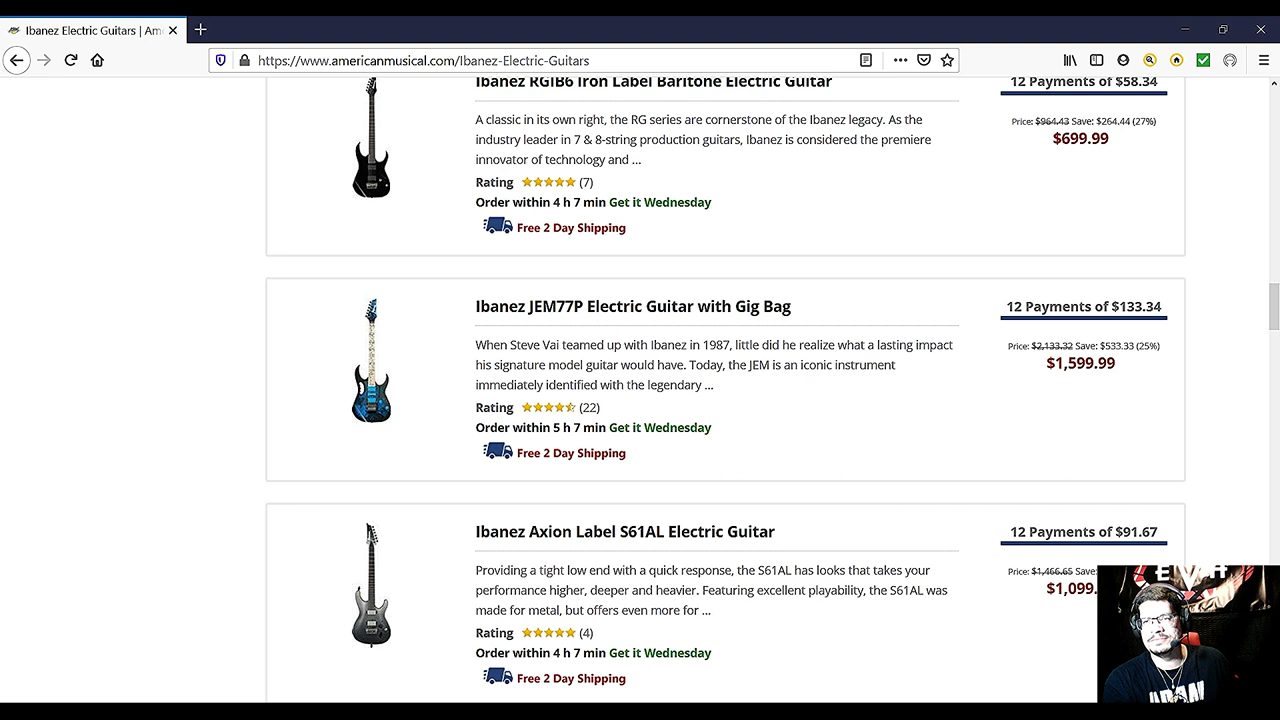 Ibanez Electric Guitars | Am
https://www.americanmusical.com/Ibanez-Electric-Guitars
Ibanez RGIB6 Iron Label Baritone Electric Guitar
12 Payments of $58.34
A classic in its own right, the RG series are cornerstone of the Ibanez legacy. As the
industry leader in 7 & 8-string production guitars, Ibanez is considered the premiere
innovator of technology and ...
Price: $964.43 Save: $264.44 (27%)
$699.99
Rating (7)
Order within 4 h 7 min Get it Wednesday
Free 2 Day Shipping
Ibanez JEM77P Electric Guitar with Gig Bag
12 Payments of $133.34
When Steve Vai teamed up with Ibanez in 1987, little did he realize what a lasting impact
his signature model guitar would have. Today, the JEM is an iconic instrument
immediately identified with the legendary ...
Price: $2,133.32 Save: $533.33 (25%)
$1,599.99
Rating (22)
Order within 5 h 7 min Get it Wednesday
Free 2 Day Shipping
Ibanez Axion Label S61AL Electric Guitar
12 Payments of $91.67
Providing a tight low end with a quick response, the S61AL has looks that takes your
performance higher, deeper and heavier. Featuring excellent playability, the S61AL was
made for metal, but offers even more for ...
Price: $1,466.65 Save:
$1,099.
Rating (4)
Order within 4 h 7 min Get it Wednesday
Free 2 Day Shipping